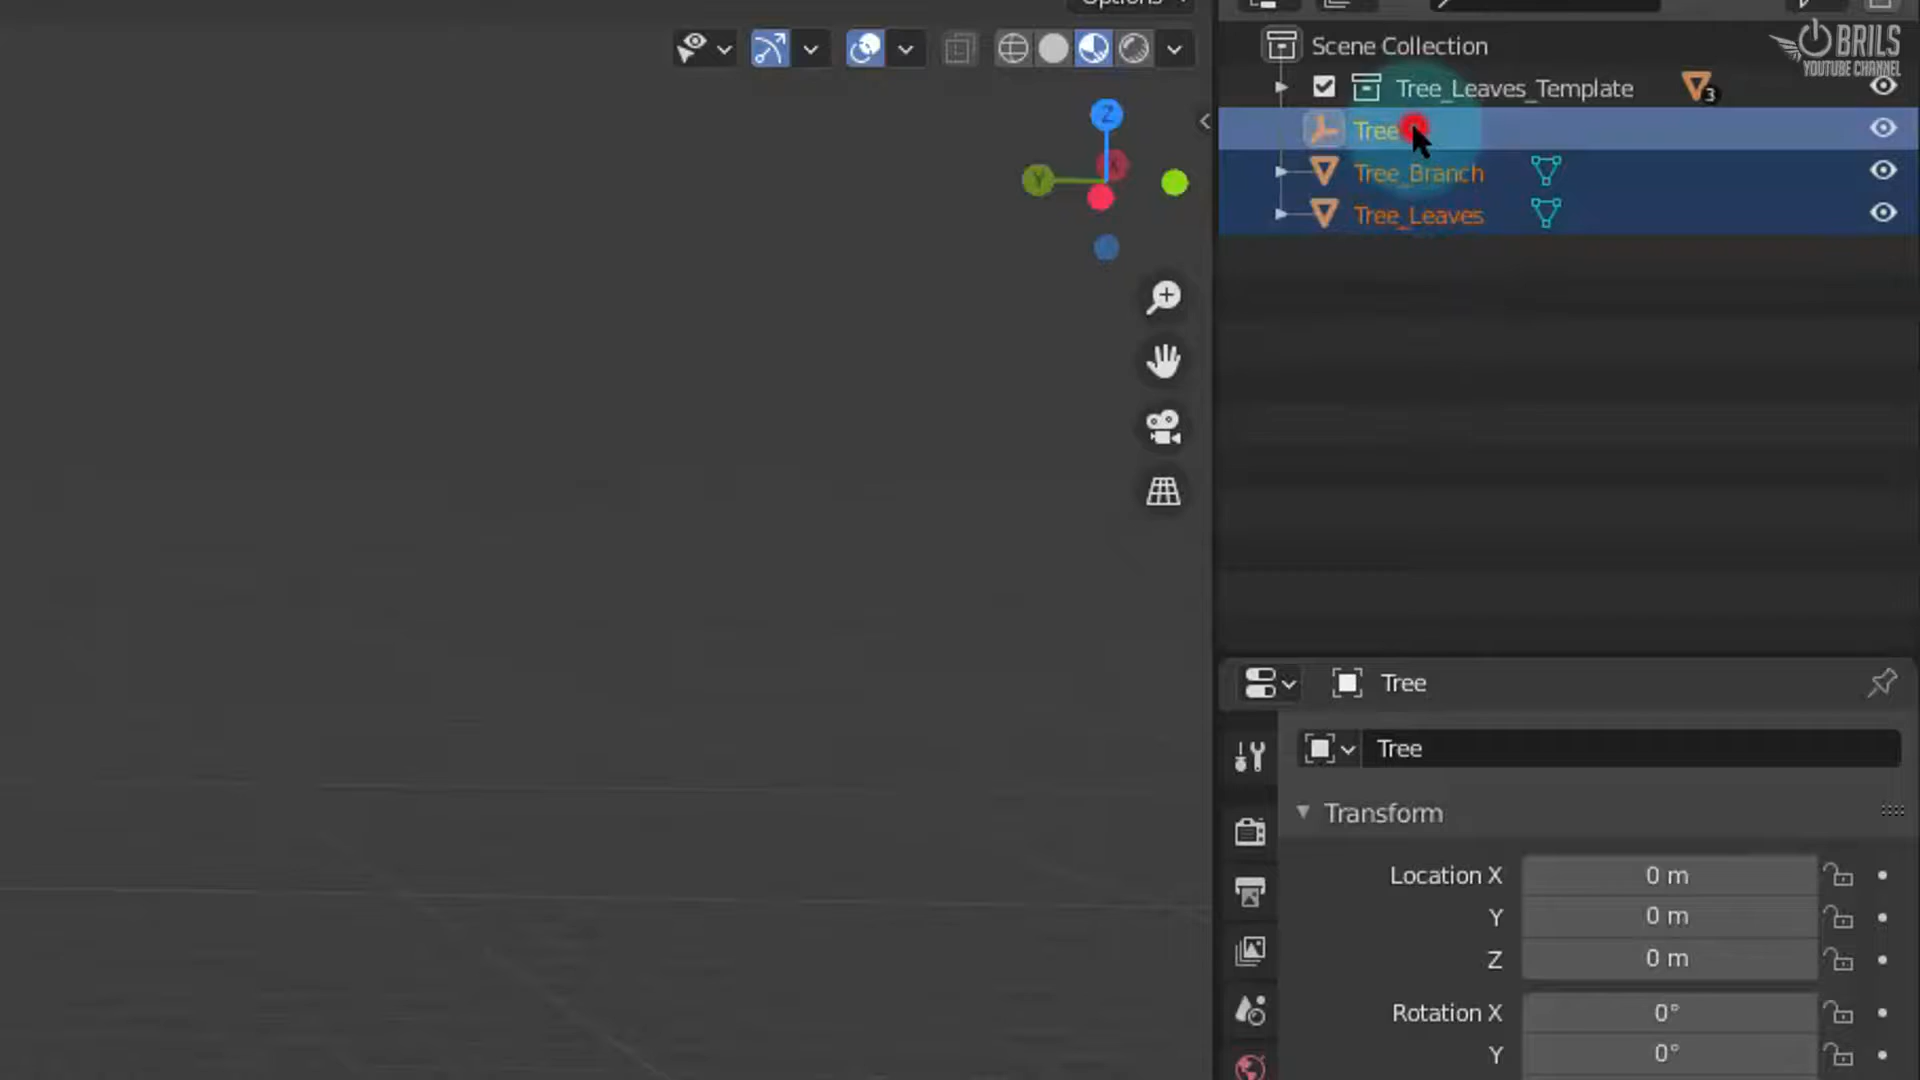 Options
Scene Collection
Tree_Leaves_Template 3
Tree
Tree_Branch
Tree_Leaves
BRILS
YOUTUBE CHANNEL
Z
X
Y
Tree
Tree
Transform
Location X 0 m
Y 0 m
Z 0 m
Rotation X 0°
Y 0°